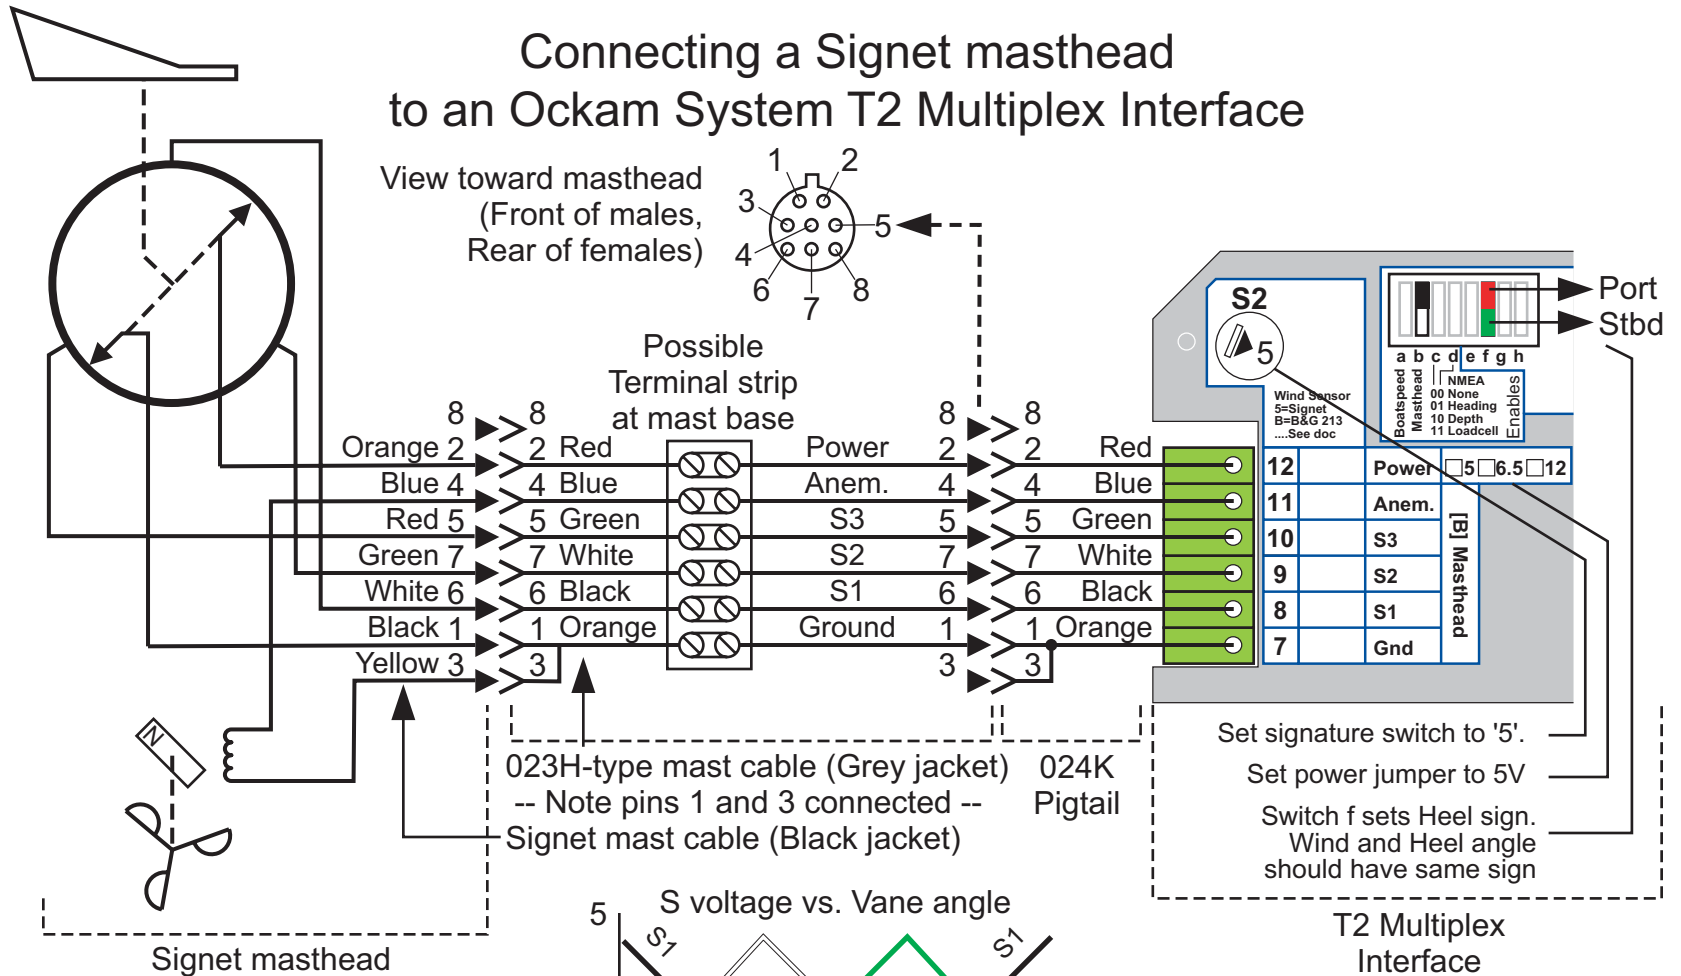 Connecting a Signet masthead
to an Ockam System T2 Multiplex Interface
View toward masthead
(Front of males,
Rear of females)
1 2
3
5
4
6 7 8
Possible
Terminal strip
at mast base
8 8 8 8
Orange 2 2 Red Power 2 2 Red
Blue 4 4 Blue Anem. 4 4 Blue
Red 5 5 Green S3 5 5 Green
Green 7 7 White S2 7 7 White
White 6 6 Black S1 6 6 Black
Black 1 1 Orange Ground 1 1 Orange
Yellow 3 3 3 3
S2
5
Wind Sensor
5=Signet
B=B&G 213
....See doc
Port
Stbd
a b c d e f g h
Boatspeed
Masthead
NMEA
00 None
01 Heading
10 Depth
11 Loadcell
Enables
12 Power 5 6.5 12
11 Anem.
10 S3
9 S2
8 S1
7 Gnd
[B] Masthead
N
023H-type mast cable (Grey jacket)
-- Note pins 1 and 3 connected --
Signet mast cable (Black jacket)
024K
Pigtail
Set signature switch to '5'.
Set power jumper to 5V
Switch f sets Heel sign.
Wind and Heel angle
should have same sign
T2 Multiplex
Interface
Signet masthead
S voltage vs. Vane angle
5
S1 S1